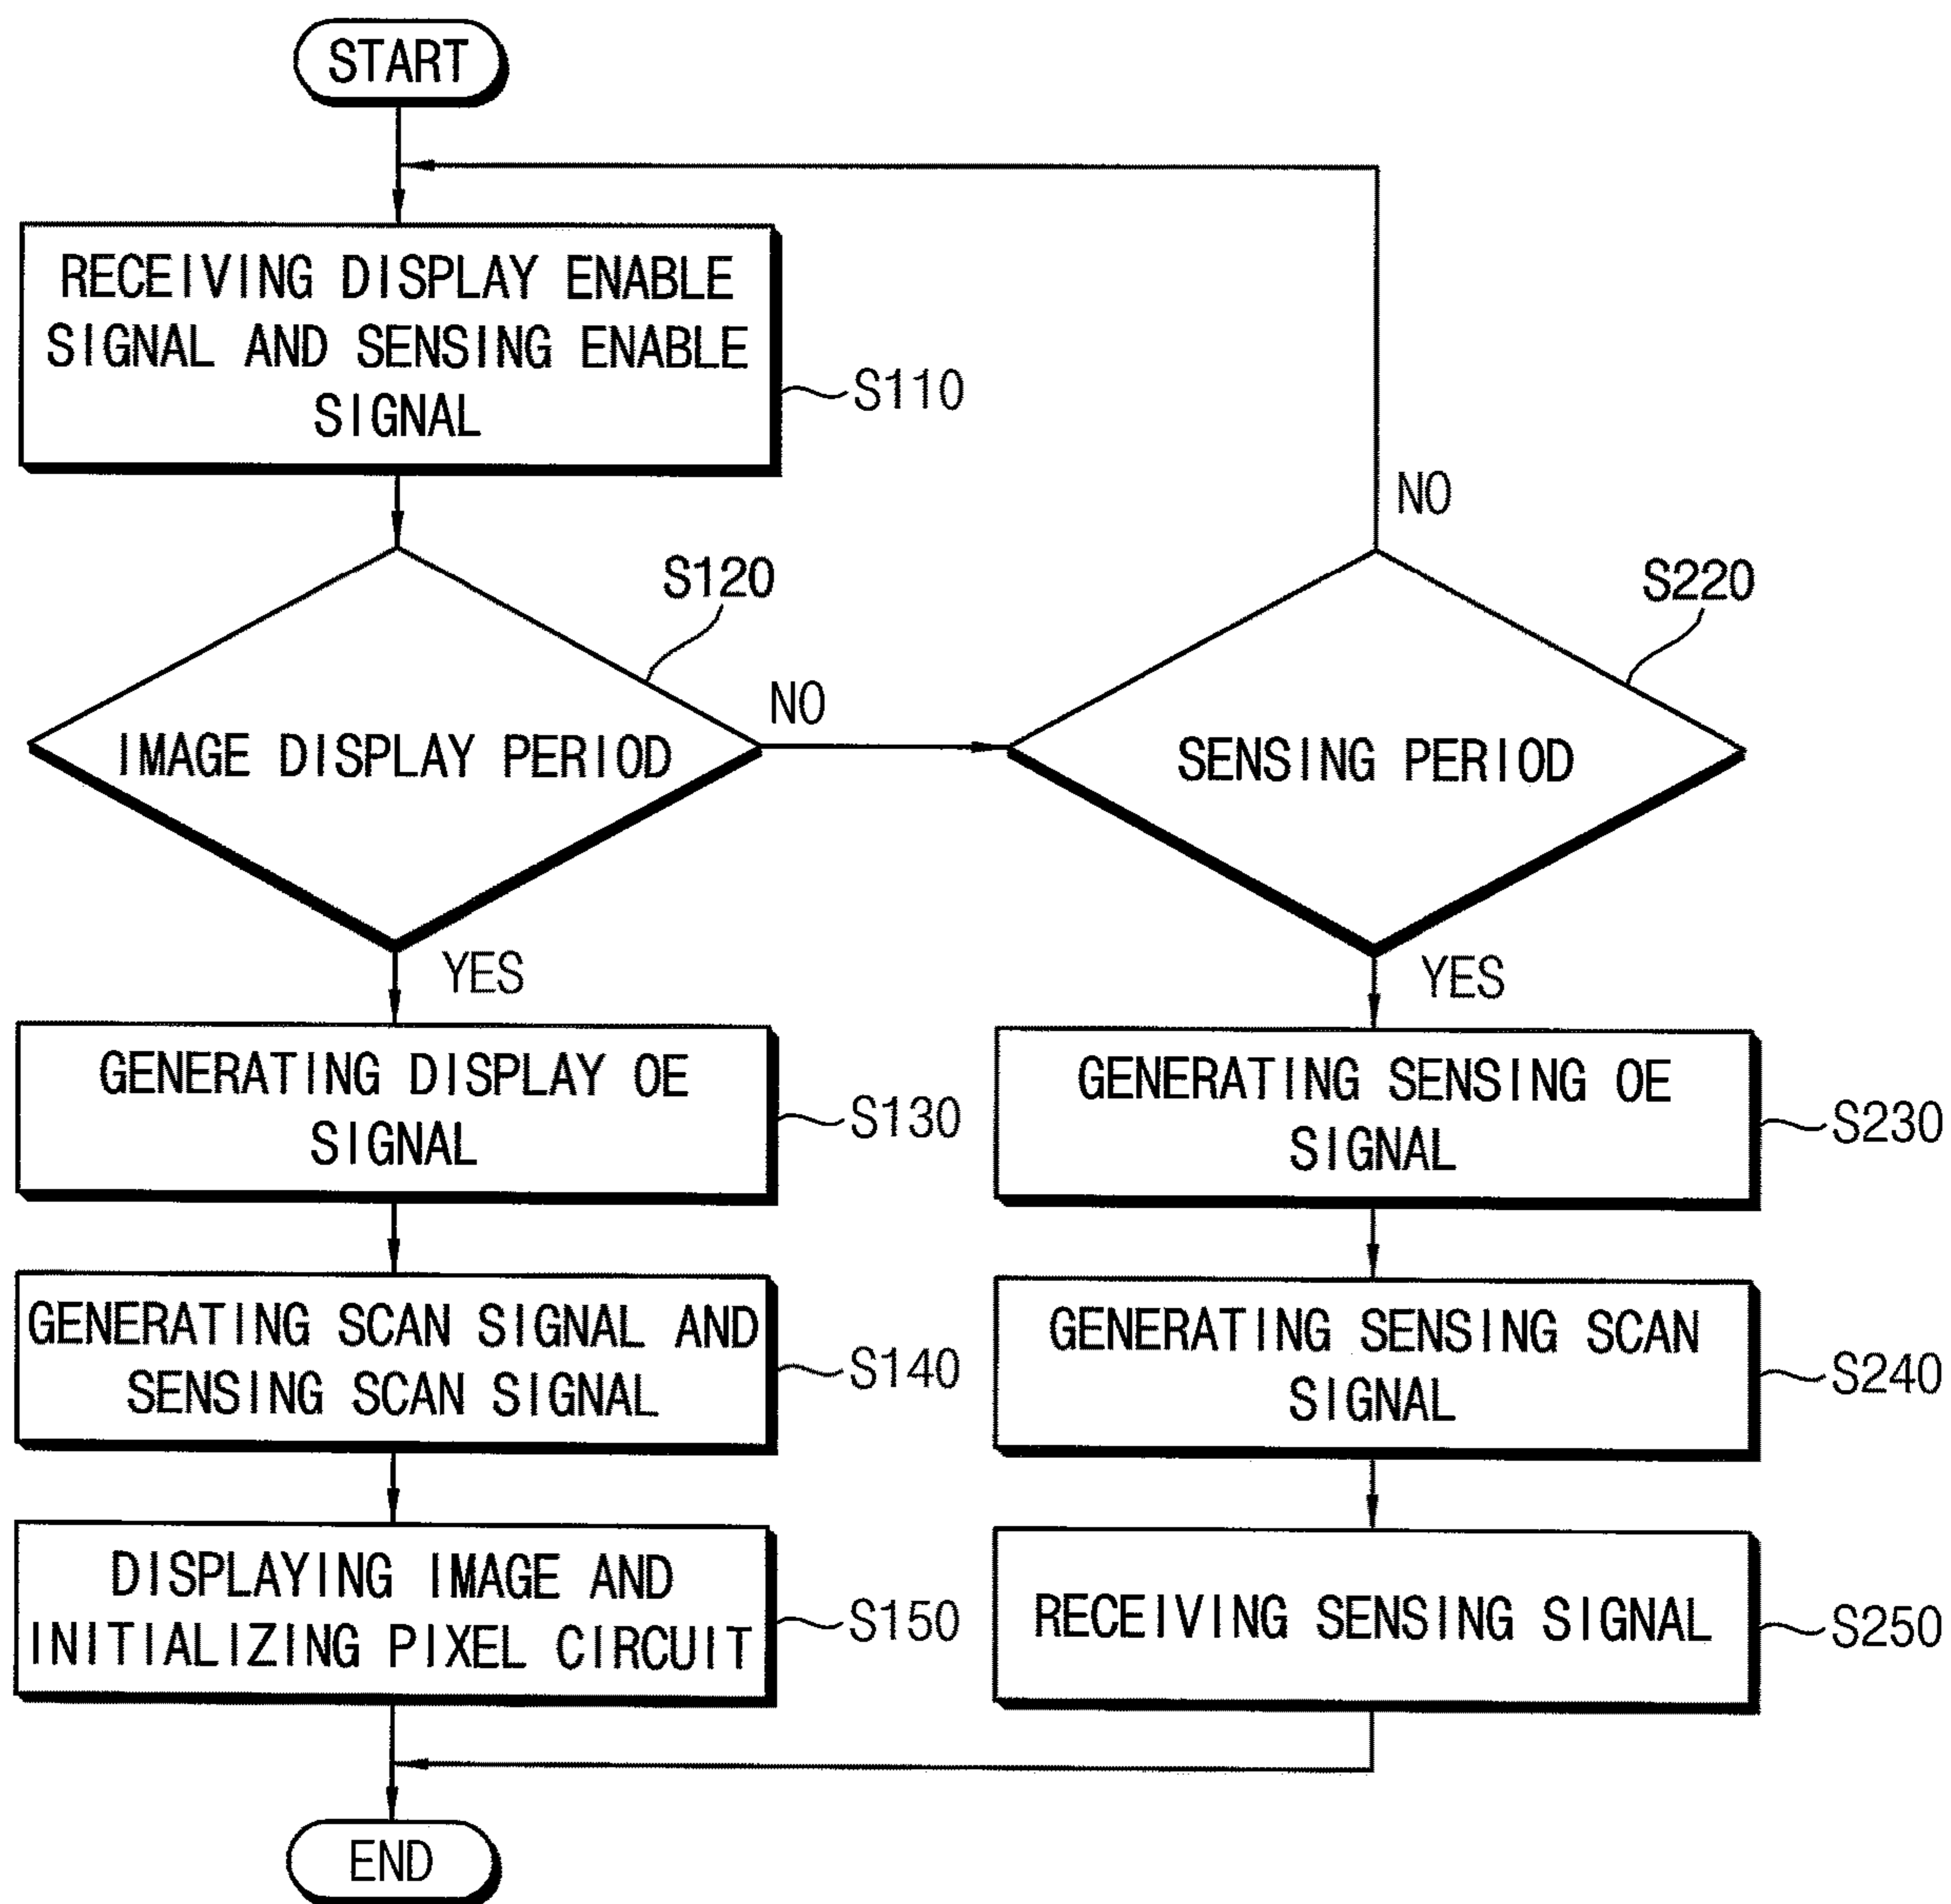 START
RECEIVING DISPLAY ENABLE
SIGNAL AND SENSING ENABLE
SIGNAL
S110
NO
S120
S220
IMAGE DISPLAY PERIOD
NO
SENSING PERIOD
YES
YES
GENERATING DISPLAY OE
SIGNAL
S130
GENERATING SENSING OE
SIGNAL
S230
GENERATING SCAN SIGNAL AND
SENSING SCAN SIGNAL
S140
GENERATING SENSING SCAN
SIGNAL
S240
DISPLAYING IMAGE AND
INITIALIZING PIXEL CIRCUIT
S150
RECEIVING SENSING SIGNAL
S250
END